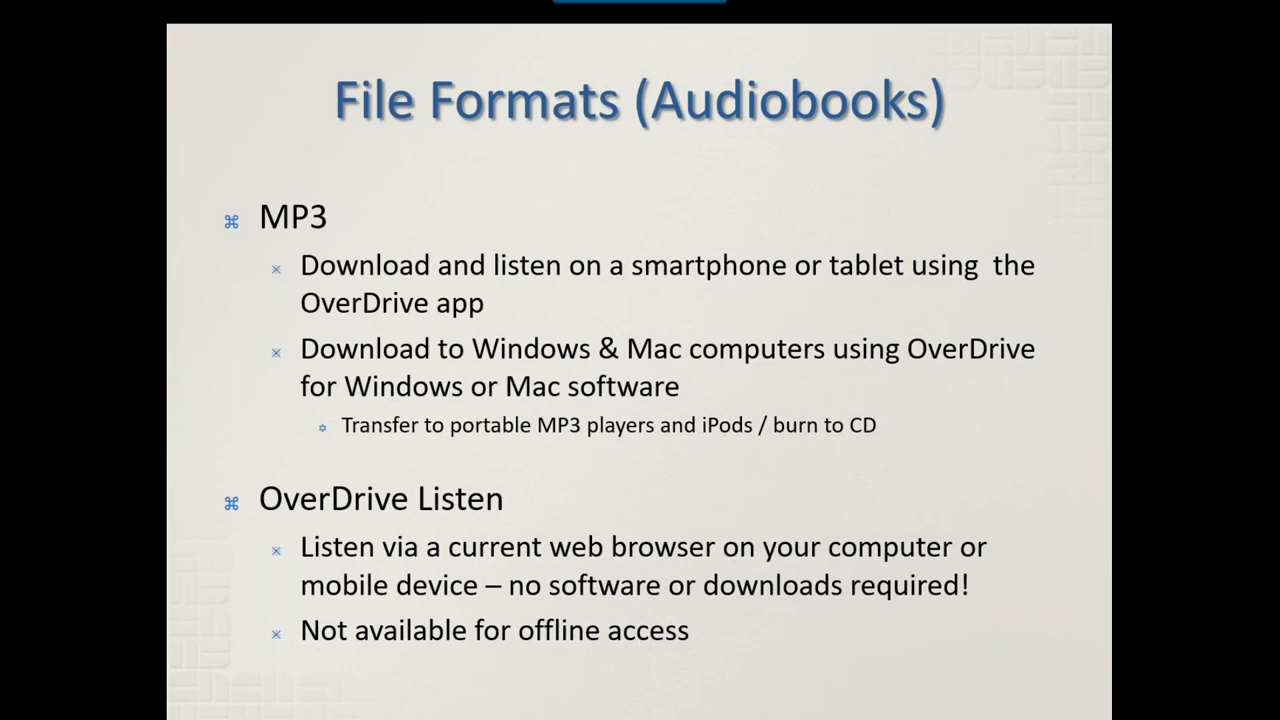 File Formats (Audiobooks)
⌘ MP3
Download and listen on a smartphone or tablet using  the
OverDrive app
Download to Windows & Mac computers using OverDrive
for Windows or Mac software
Transfer to portable MP3 players and iPods / burn to CD
⌘ OverDrive Listen
Listen via a current web browser on your computer or
mobile device – no software or downloads required!
Not available for offline access